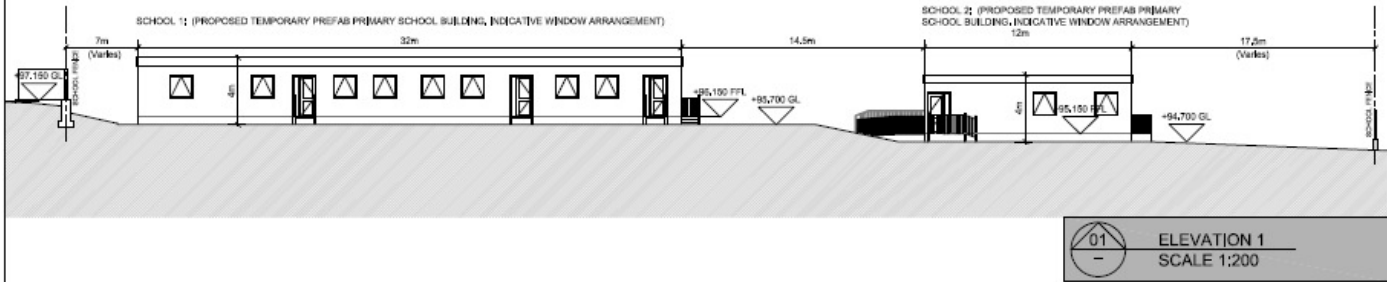 SCHOOL 1; (PROPOSED TEMPORARY PREFAB PRIMARY SCHOOL BUILDING, INDICATIVE WINDOW ARRANGEMENT)
SCHOOL 2; (PROPOSED TEMPORARY PREFAB PRIMARY
SCHOOL BUILDING, INDICATIVE WINDOW ARRANGEMENT)
7m
(Varies)
32m
14.5m
12m
17.5m
(Varies)
+97.150 GL
SCHOOL FENCE
4m
+96.150 FFL
+95.700 GL
4m
+95.150 FFL
+94.700 GL
SCHOOL FENCE
01
-
ELEVATION 1
SCALE 1:200